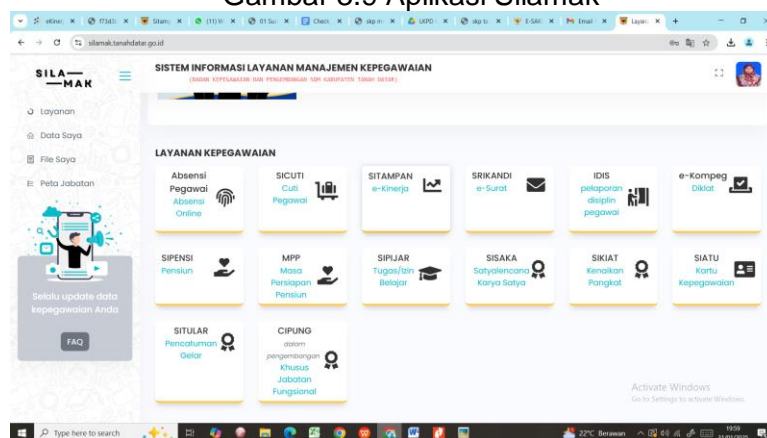 Gambar 3.9 Aplikasi Silamak
silamak.tanahdatar.go.id
SILA
MAK
SISTEM INFORMASI LAYANAN MANAJEMEN KEPEGAWAIAN
(BADAN KEPEGAWAIAN DAN PENGEMBANGAN SDM KABUPATEN TANAH DATAR)
Layanan
Data Saya
File Saya
Peta Jabatan
Selalu update data
kepegawaian Anda
FAQ
LAYANAN KEPEGAWAIAN
Absensi
Pegawai
Absensi
Online
SICUTI
Cuti
Pegawai
SITAMPAN
e-Kinerja
SRIKANDI
e-Surat
IDIS
pelaporan
disiplin
pegawai
e-Kompeg
Diklat
SIPENSI
Pensiun
MPP
Masa
Persiapan
Pensiun
SIPIJAR
Tugas/Izin
Belajar
SISAKA
Satyalencana
Karya Satya
SIKIAT
Kenaikan
Pangkat
SIATU
Kartu
Kepegawaian
SITULAR
Pencatuman
Gelar
CIPUNG
dalam
pengembangan
Khusus
Jabatan
Fungsional
Activate Windows
Go to Settings to activate Windows.
Type here to search
22°C Berawan
19:59